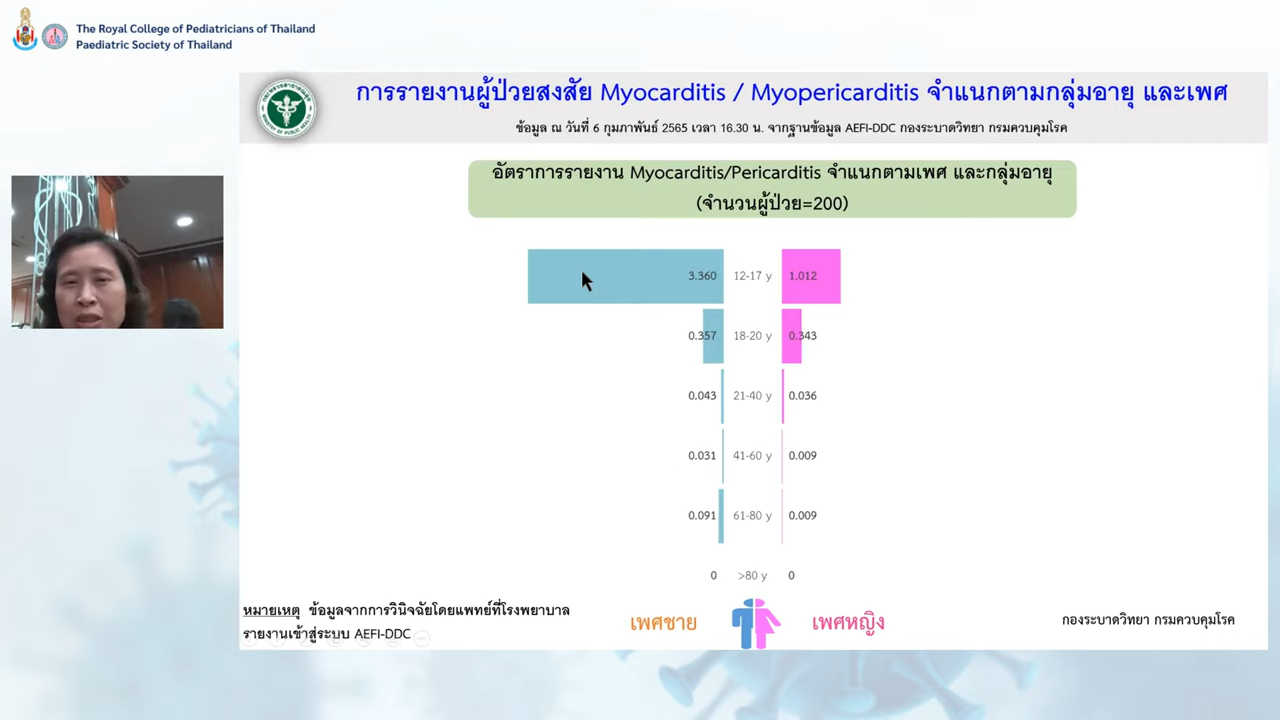 The Royal College of Pediatricians of Thailand
Paediatric Society of Thailand
การรายงานผู้ป่วยสงสัย Myocarditis / Myopericarditis จำแนกตามกลุ่มอายุ และเพศ
ข้อมูล ณ วันที่ 6 กุมภาพันธ์ 2565 เวลา 16.30 น. จากฐานข้อมูล AEFI-DDC กองระบาดวิทยา กรมควบคุมโรค
อัตราการรายงาน Myocarditis/Pericarditis จำแนกตามเพศ และกลุ่มอายุ
(จำนวนผู้ป่วย=200)
3.360 12-17 y 1.012
0.357 18-20 y 0.343
0.043 21-40 y 0.036
0.031 41-60 y 0.009
0.091 61-80 y 0.009
0 >80 y 0
หมายเหตุ ข้อมูลจากการวินิจฉัยโดยแพทย์ที่โรงพยาบาล
รายงานเข้าสู่ระบบ AEFI-DDC
เพศชาย เพศหญิง
กองระบาดวิทยา กรมควบคุมโรค